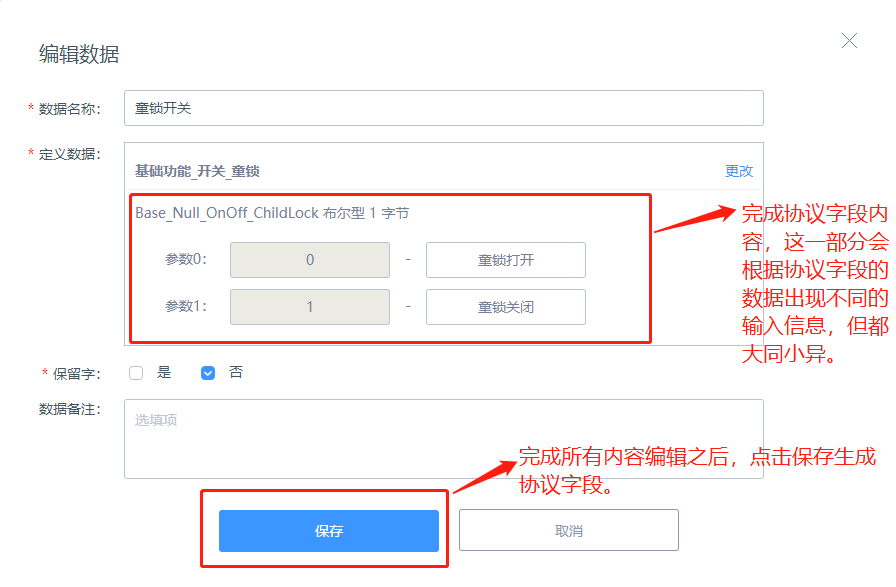 编辑数据
* 数据名称：
童锁开关
* 定义数据：
基础功能_开关_童锁
更改
Base_Null_OnOff_ChildLock 布尔型 1 字节
参数0： 0 - 童锁打开
参数1： 1 - 童锁关闭
完成协议字段内
容，这一部分会
根据协议字段的
数据出现不同的
输入信息，但都
大同小异。
* 保留字： 是 否
数据备注：
选填项
完成所有内容编辑之后，点击保存生成
协议字段。
保存
取消